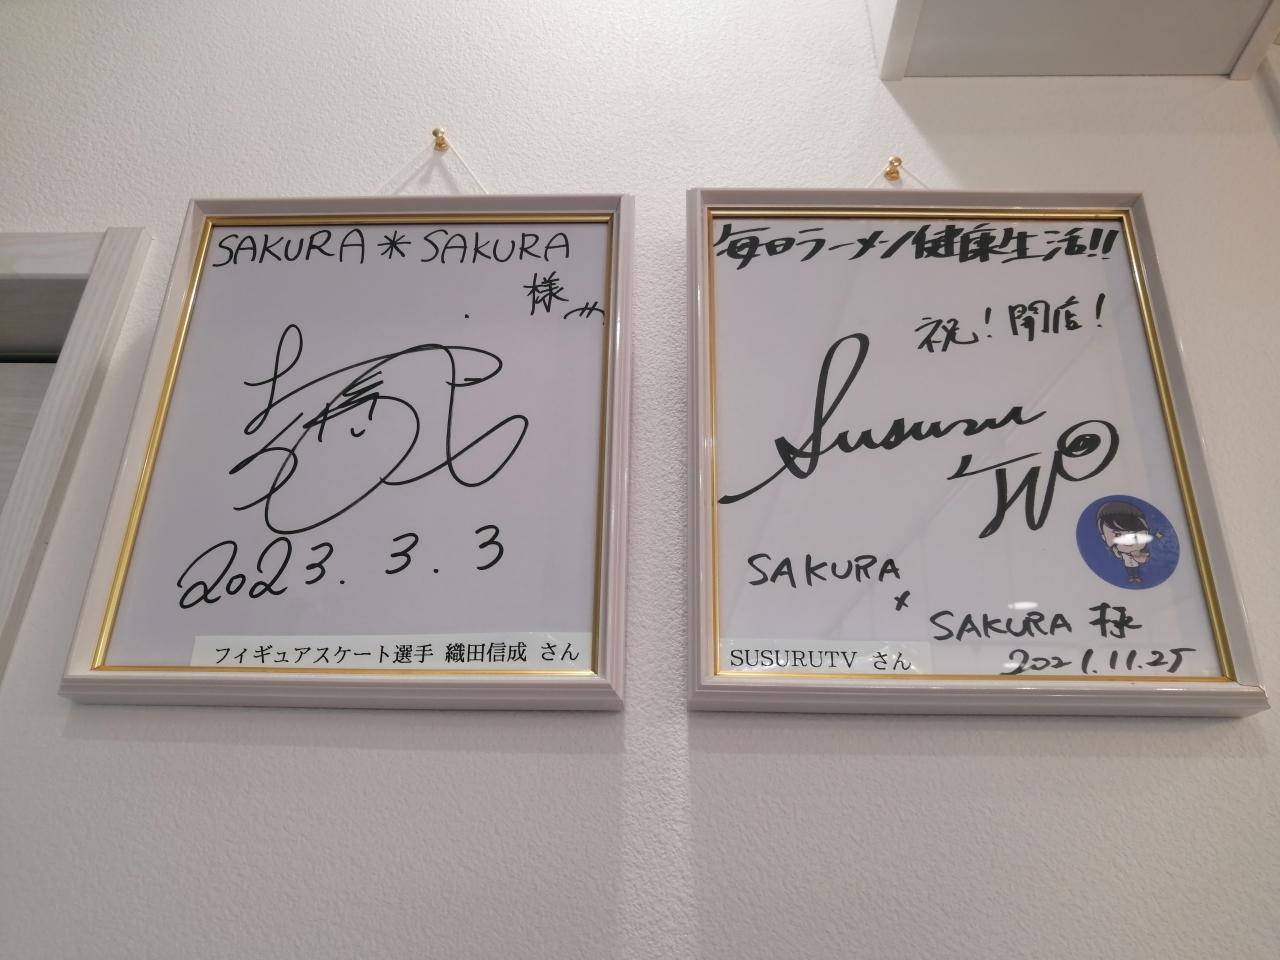 SAKURA＊SAKURA
様
2023.3.3
フィギュアスケート選手 織田信成 さん
毎日ラーメン健康生活!!
祝！開店！
Susuru
TV
SAKURA
×
SAKURA 様
2021.11.25
SUSURUTV さん